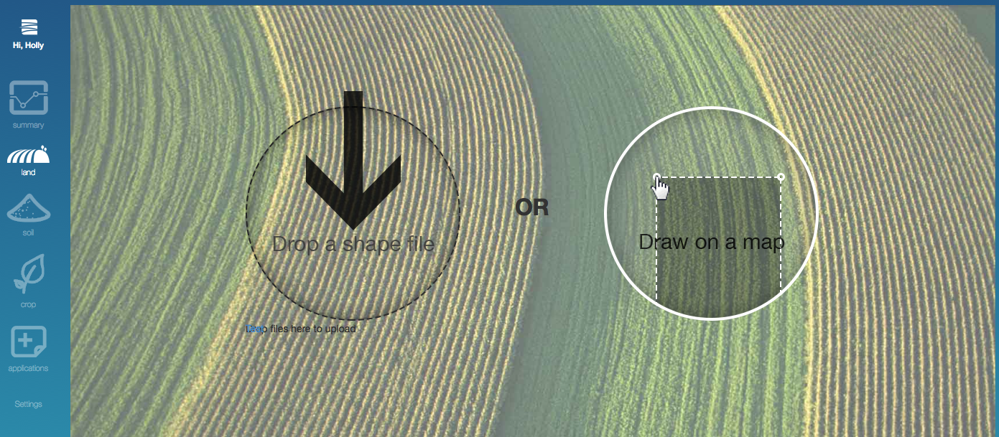 Hi, Holly
summary
land
soil
crop
applications
Settings
Drop a shape file
OR
Draw on a map
Drop files here to upload